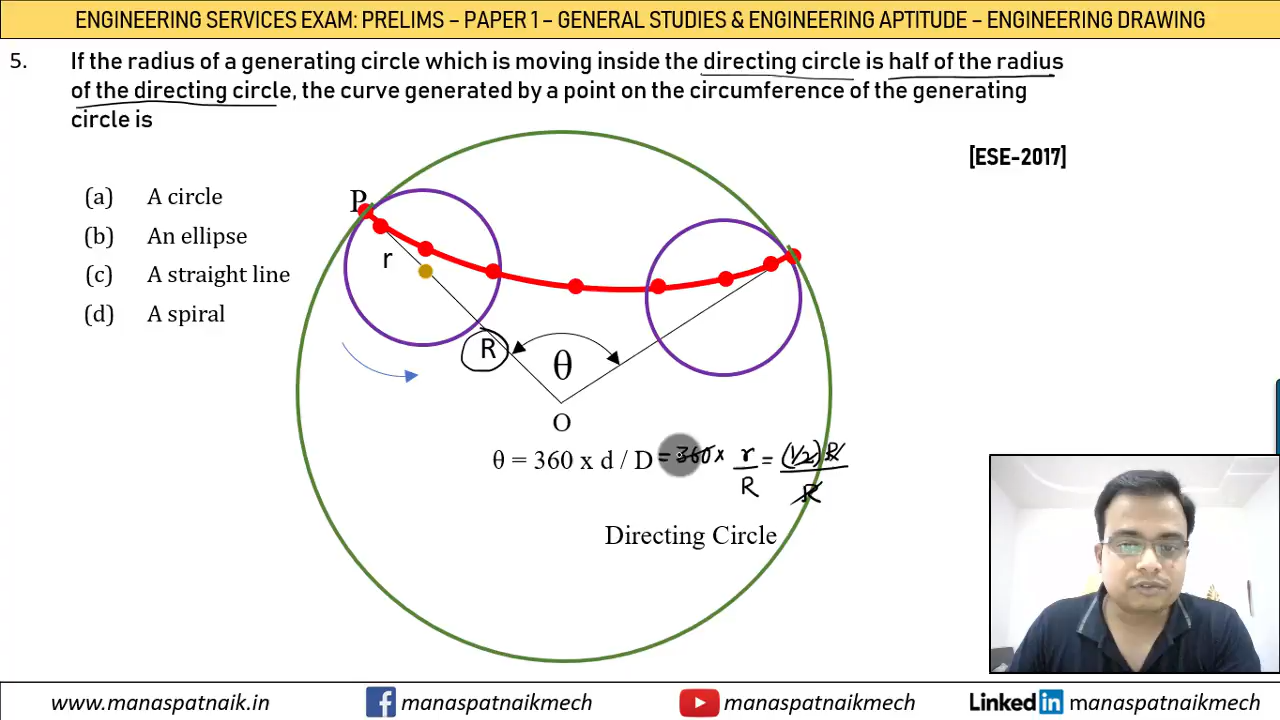 ENGINEERING SERVICES EXAM: PRELIMS – PAPER 1 – GENERAL STUDIES & ENGINEERING APTITUDE – ENGINEERING DRAWING
5. If the radius of a generating circle which is moving inside the directing circle is half of the radius
of the directing circle, the curve generated by a point on the circumference of the generating
circle is
[ESE-2017]
(a) A circle
(b) An ellipse
(c) A straight line
(d) A spiral
P
r
R
θ
O
θ = 360 x d / D = 360 × r/R = (1/2) R/R
Directing Circle
www.manaspatnaik.in
manaspatnaikmech
manaspatnaikmech
Linked in manaspatnaikmech